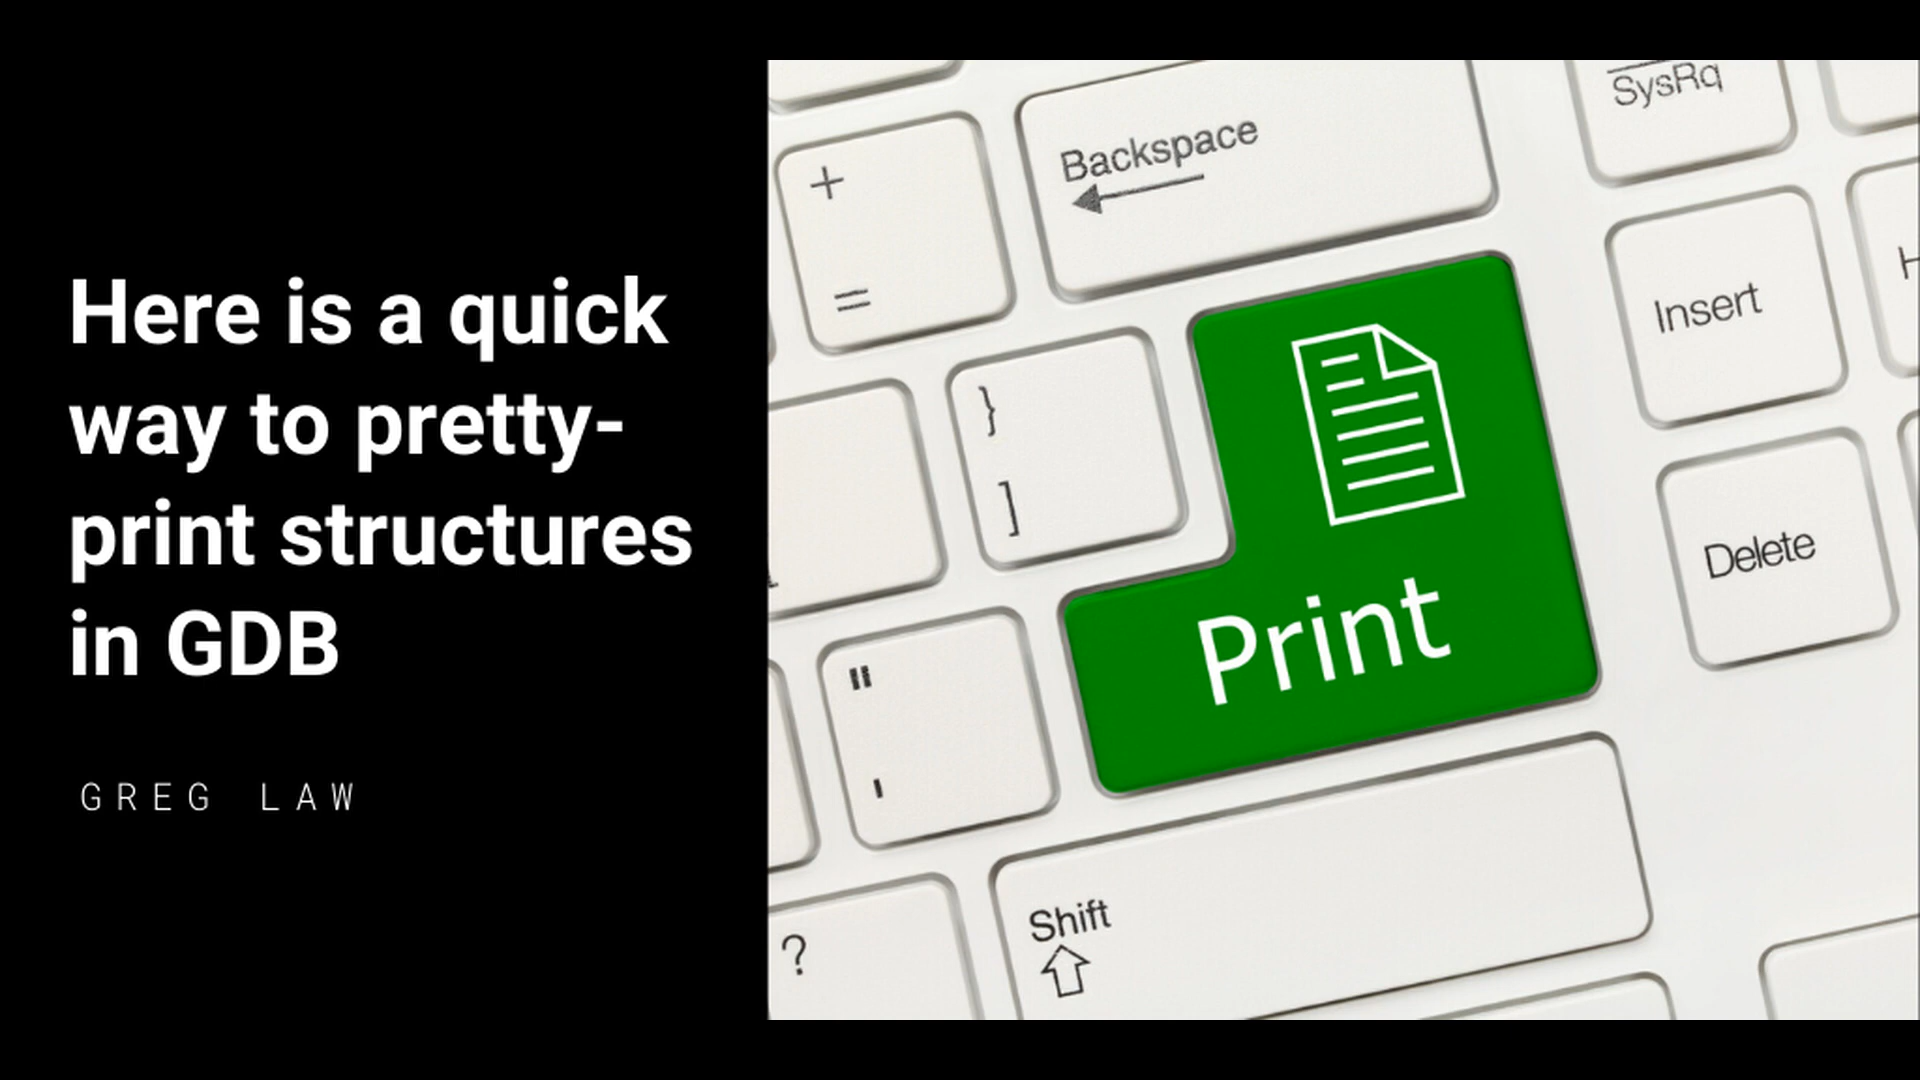 Here is a quick
way to pretty-
print structures
in GDB
GREG LAW
SysRq
Backspace
+
=
Insert
}
]
Delete
Print
"
'
Shift
?